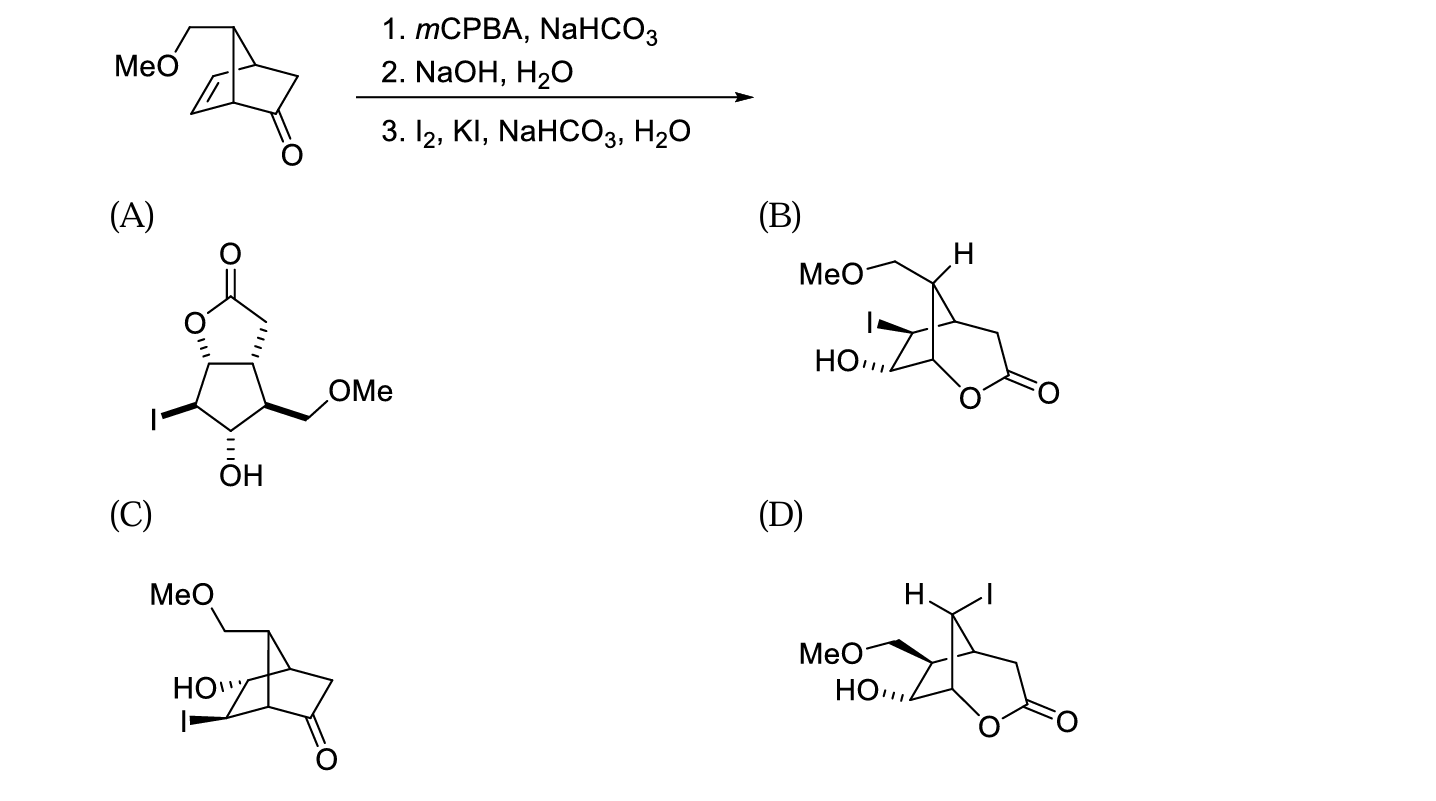 MeO
O
1. mCPBA, NaHCO₃
2. NaOH, H₂O
3. I₂, KI, NaHCO₃, H₂O
(A)
O
O
I
OMe
OH
(B)
H
MeO
I
HO
O
O
(C)
MeO
HO
I
O
(D)
H
I
MeO
HO
O
O